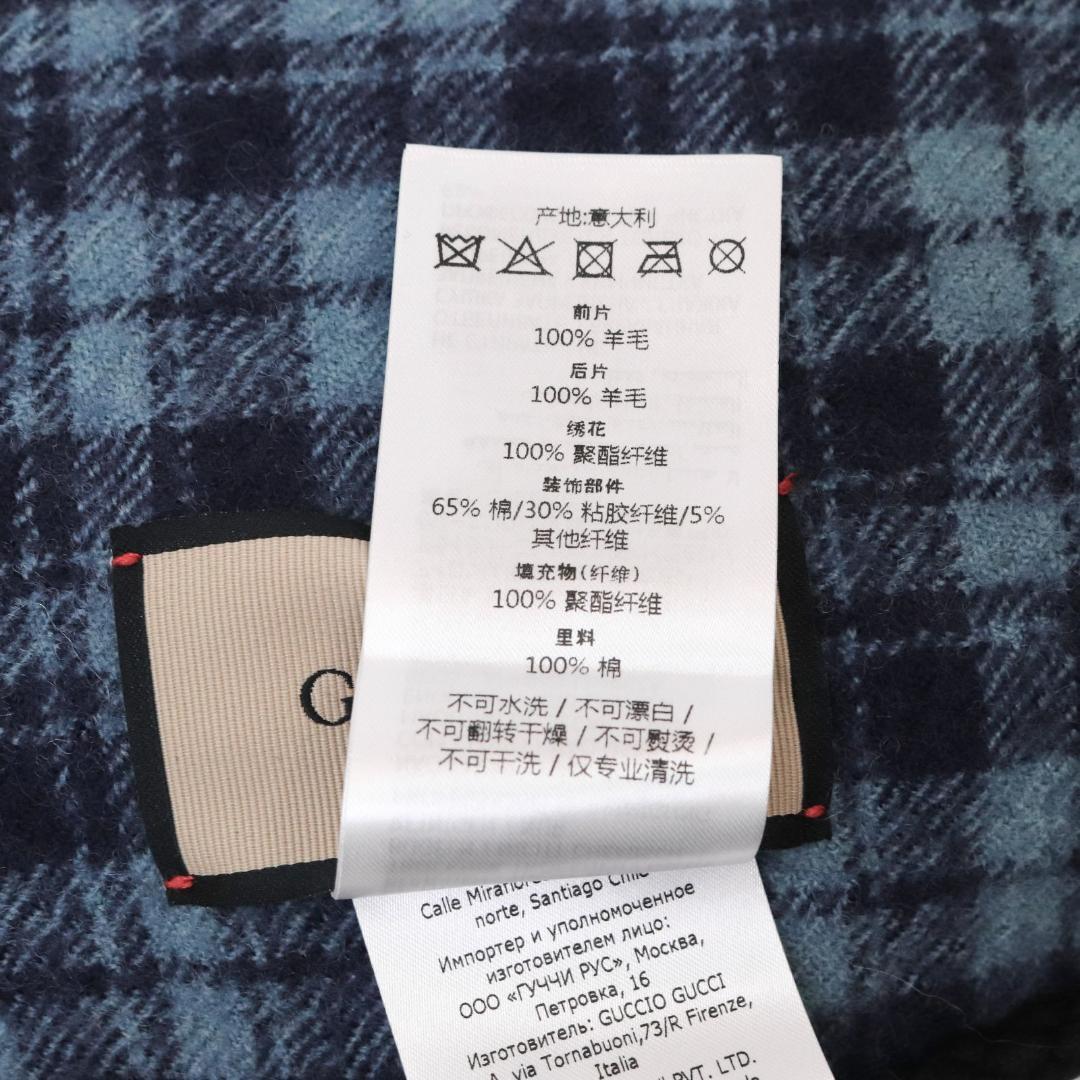 产地:意大利
前片
100% 羊毛
后片
100% 羊毛
绣花
100% 聚酯纤维
装饰部件
65% 棉/30% 粘胶纤维/5%
其他纤维
填充物(纤维)
100% 聚酯纤维
里料
100% 棉
不可水洗 / 不可漂白 /
不可翻转干燥 / 不可熨烫 /
不可干洗 / 仅专业清洗
G
Calle
norte, Santiago Chile
Импортер и уполномоченное
изготовителем лицо:
ООО «ГУЧЧИ РУС», Москва,
Петровка, 16
Изготовитель: GUCCIO GUCCI
via Tornabuoni,73/R Firenze,
Italia
PVT. LTD.